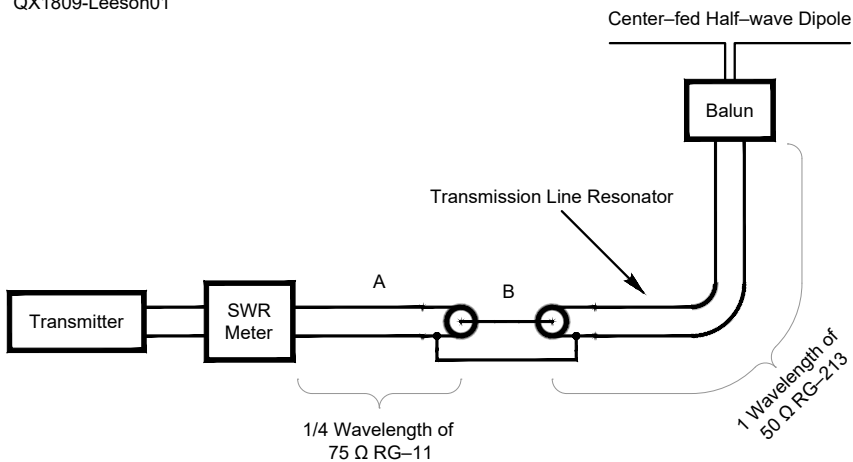 QX1809-Leeson01
Center–fed Half–wave Dipole
Balun
Transmission Line Resonator
A
B
Transmitter
SWR
Meter
1/4 Wavelength of
75 Ω RG–11
1 Wavelength of
50 Ω RG–213